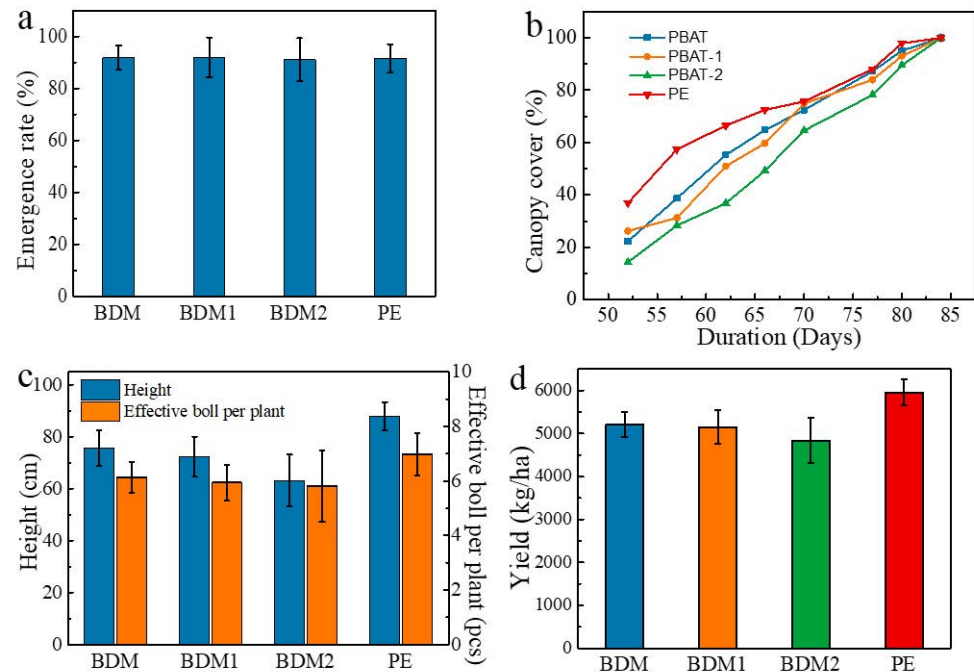 a
Emergence rate (%)
100
80
60
40
20
0
BDM BDM1 BDM2 PE
b
PBAT
PBAT-1
PBAT-2
PE
Canopy cover (%)
100
80
60
40
20
0
50 55 60 65 70 75 80 85
Duration (Days)
c
Height
Effective boll per plant
Height (cm)
100
80
60
40
20
0
10
8
6
4
2
0
Effective boll per plant (pcs)
BDM BDM1 BDM2 PE
d
Yield (kg/ha)
6000
5000
4000
3000
2000
1000
0
BDM BDM1 BDM2 PE